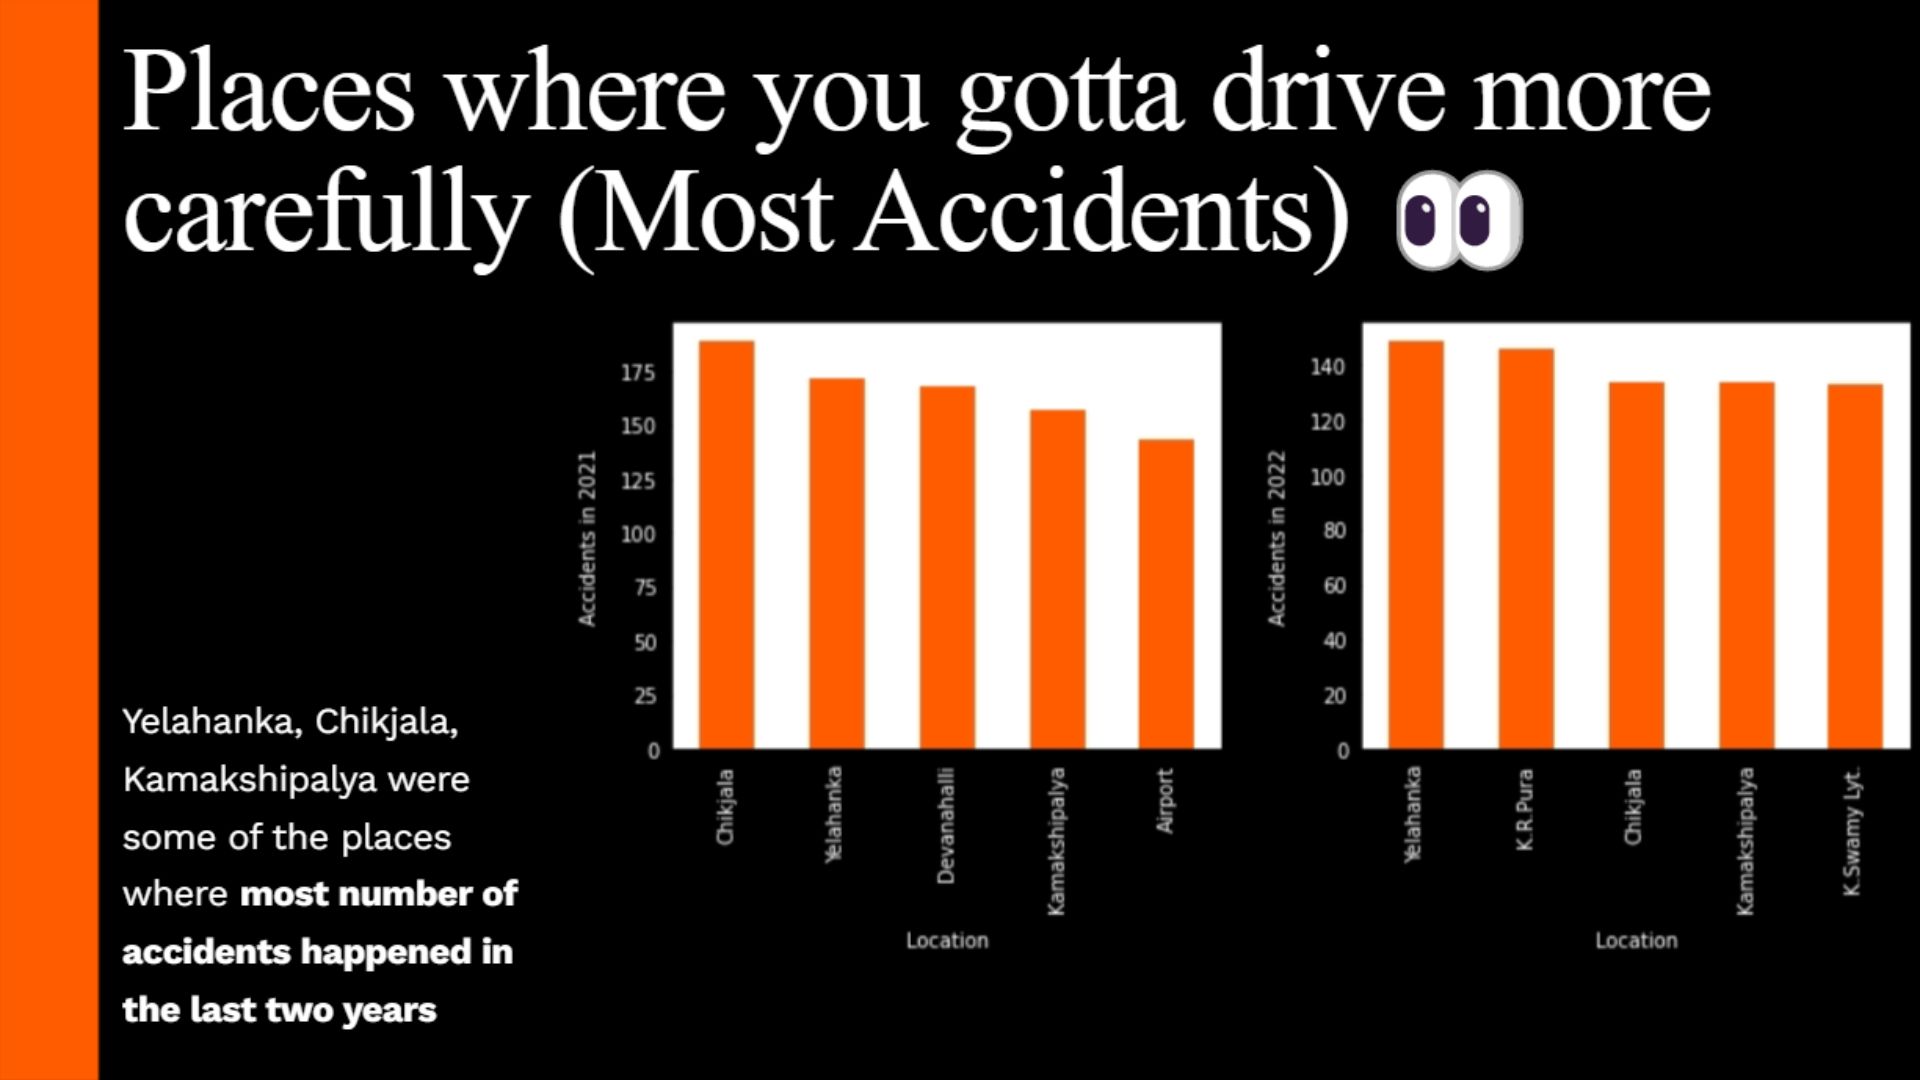 Places where you gotta drive more
carefully (Most Accidents) 👀
Yelahanka, Chikjala,
Kamakshipalya were
some of the places
where most number of
accidents happened in
the last two years
Accidents in 2021
175
150
125
100
75
50
25
0
Chikjala
Yelahanka
Devanahalli
Kamakshipalya
Airport
Location
Accidents in 2022
140
120
100
80
60
40
20
0
Yelahanka
K.R.Pura
Chikjala
Kamakshipalya
K.Swamy Lyt.
Location